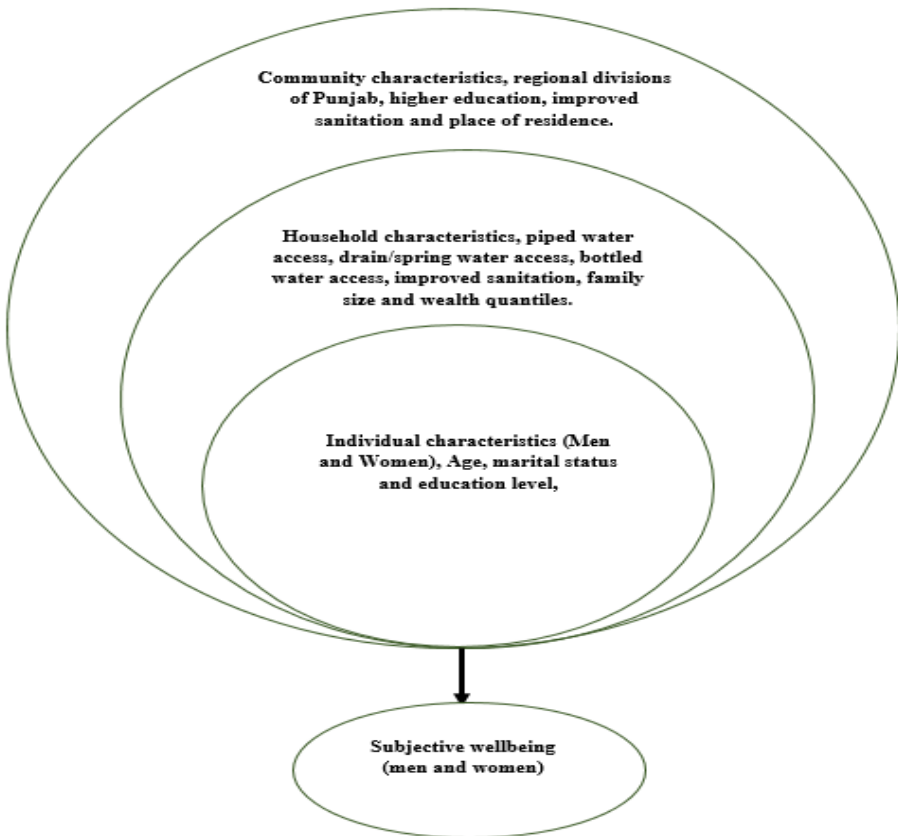 Community characteristics, regional divisions
of Punjab, higher education, improved
sanitation and place of residence.
Household characteristics, piped water
access, drain/spring water access, bottled
water access, improved sanitation, family
size and wealth quantiles.
Individual characteristics (Men
and Women), Age, marital status
and education level,
Subjective wellbeing
(men and women)